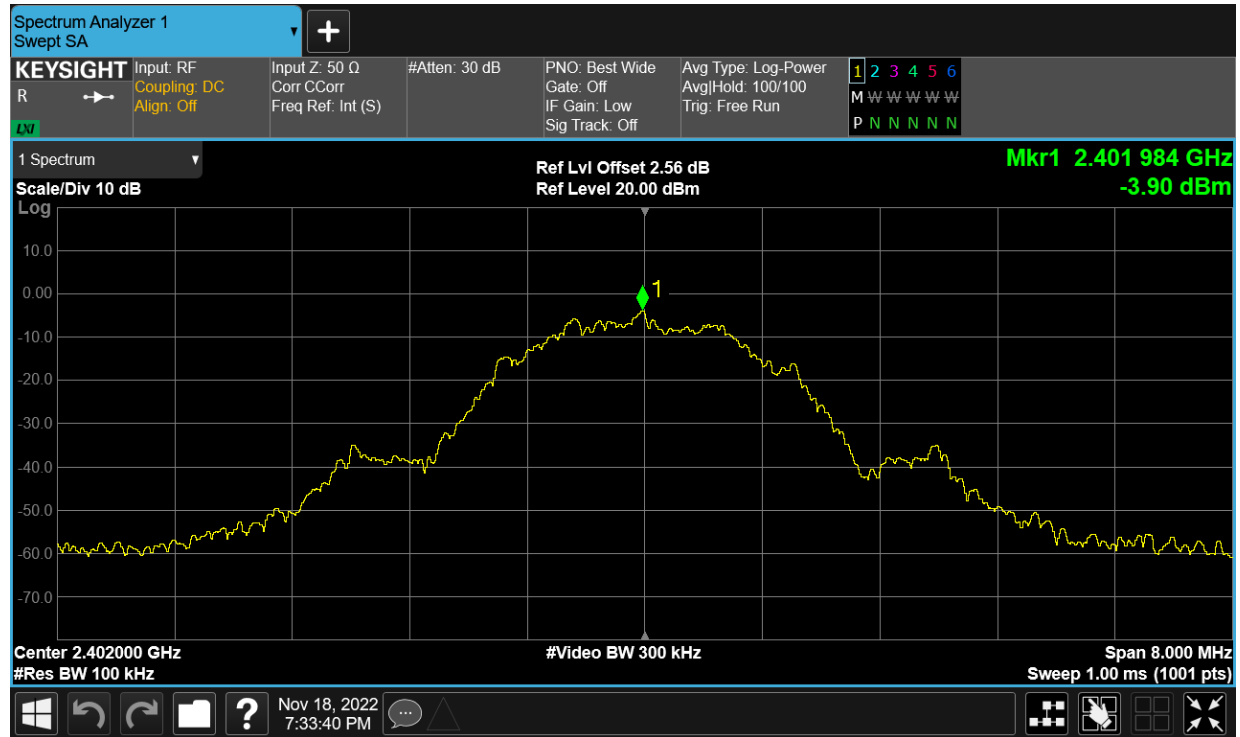 Spectrum Analyzer 1
Swept SA
KEYSIGHT
R
LXI
Input: RF
Coupling: DC
Align: Off
Input Z: 50 Ω
Corr CCorr
Freq Ref: Int (S)
#Atten: 30 dB
PNO: Best Wide
Gate: Off
IF Gain: Low
Sig Track: Off
Avg Type: Log-Power
Avg|Hold: 100/100
Trig: Free Run
1 2 3 4 5 6
M W W W W W
P N N N N N
1 Spectrum
Scale/Div 10 dB
Log
Ref Lvl Offset 2.56 dB
Ref Level 20.00 dBm
Mkr1 2.401 984 GHz
-3.90 dBm
10.0
0.00
-10.0
-20.0
-30.0
-40.0
-50.0
-60.0
-70.0
1
Center 2.402000 GHz
#Res BW 100 kHz
#Video BW 300 kHz
Span 8.000 MHz
Sweep 1.00 ms (1001 pts)
?
Nov 18, 2022
7:33:40 PM